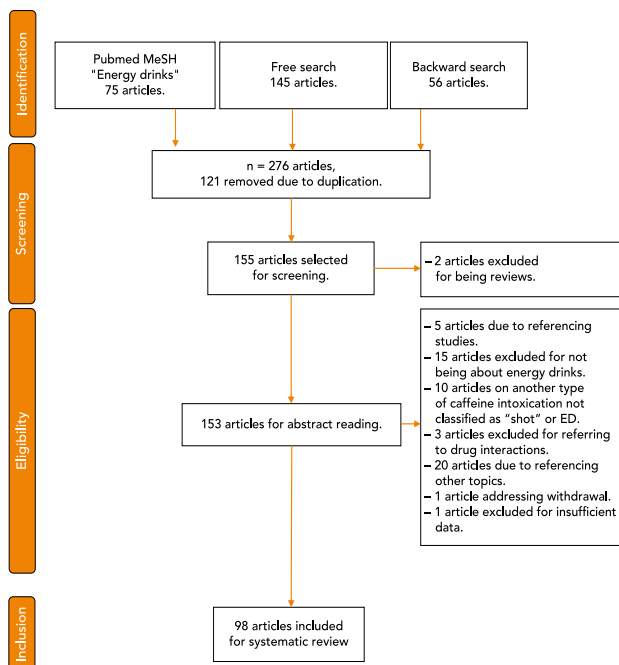 Identification
Pubmed MeSH
"Energy drinks"
75 articles.
Free search
145 articles.
Backward search
56 articles.
Screening
n = 276 articles,
121 removed due to duplication.
155 articles selected
for screening.
– 2 articles excluded
for being reviews.
Eligibility
153 articles for abstract reading.
– 5 articles due to referencing
studies.
– 15 articles excluded for not
being about energy drinks.
– 10 articles on another type
of caffeine intoxication not
classified as “shot” or ED.
– 3 articles excluded for referring
to drug interactions.
– 20 articles due to referencing
other topics.
– 1 article addressing withdrawal.
– 1 article excluded for insufficient
data.
Inclusion
98 articles included
for systematic review